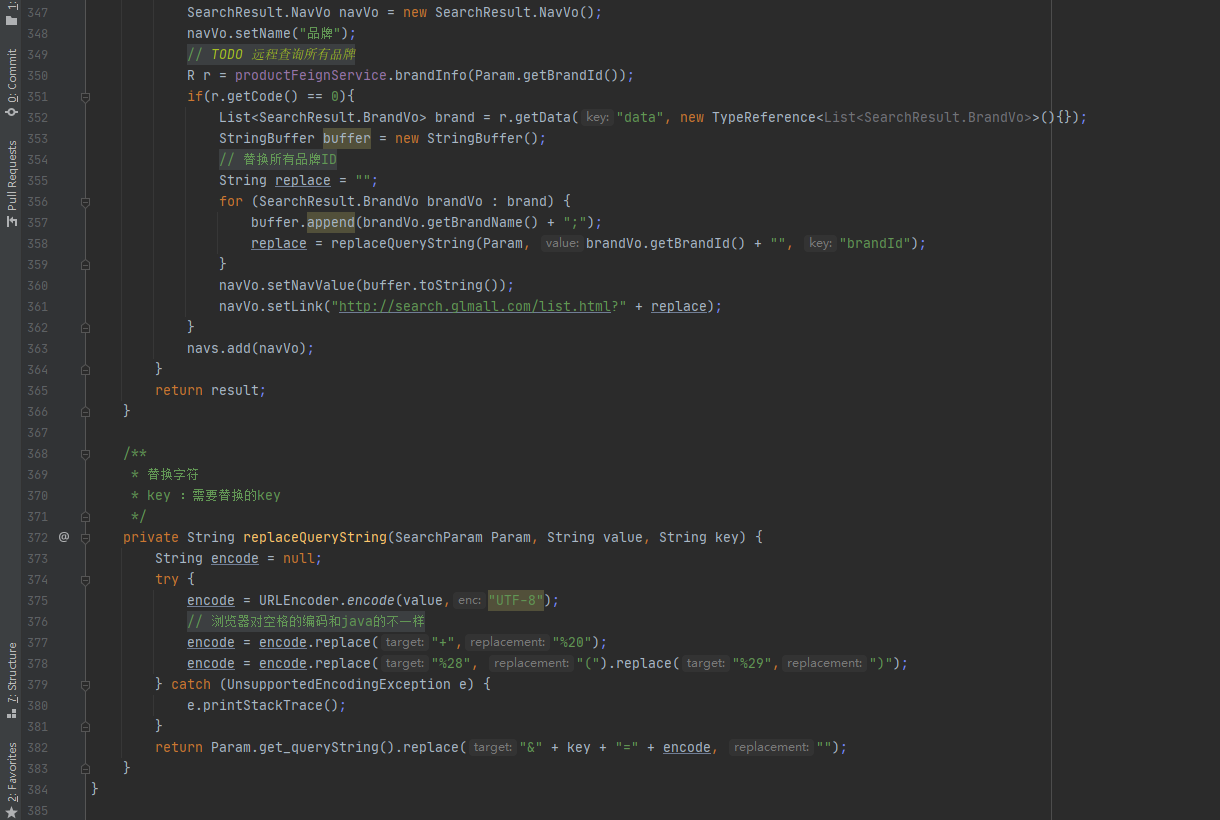 1:
0: Commit
Pull Requests
7: Structure
2: Favorites
347 SearchResult.NavVo navVo = new SearchResult.NavVo();
348 navVo.setName("品牌");
349 // TODO 远程查询所有品牌
350 R r = productFeignService.brandInfo(Param.getBrandId());
351 if(r.getCode() == 0){
352 List<SearchResult.BrandVo> brand = r.getData( key: "data", new TypeReference<List<SearchResult.BrandVo>>(){});
353 StringBuffer buffer = new StringBuffer();
354 // 替换所有品牌ID
355 String replace = "";
356 for (SearchResult.BrandVo brandVo : brand) {
357 buffer.append(brandVo.getBrandName() + ";");
358 replace = replaceQueryString(Param, value: brandVo.getBrandId() + "", key: "brandId");
359 }
360 navVo.setNavValue(buffer.toString());
361 navVo.setLink("http://search.glmall.com/list.html?" + replace);
362 }
363 navs.add(navVo);
364 }
365 return result;
366 }
367
368 /**
369 * 替换字符
370 * key ：需要替换的key
371 */
372 @ private String replaceQueryString(SearchParam Param, String value, String key) {
373 String encode = null;
374 try {
375 encode = URLEncoder.encode(value, enc: "UTF-8");
376 // 浏览器对空格的编码和java的不一样
377 encode = encode.replace( target: "+", replacement: "%20");
378 encode = encode.replace( target: "%28", replacement: "(").replace( target: "%29", replacement: ")");
379 } catch (UnsupportedEncodingException e) {
380 e.printStackTrace();
381 }
382 return Param.get_queryString().replace( target: "&" + key + "=" + encode, replacement: "");
383 }
384 }
385